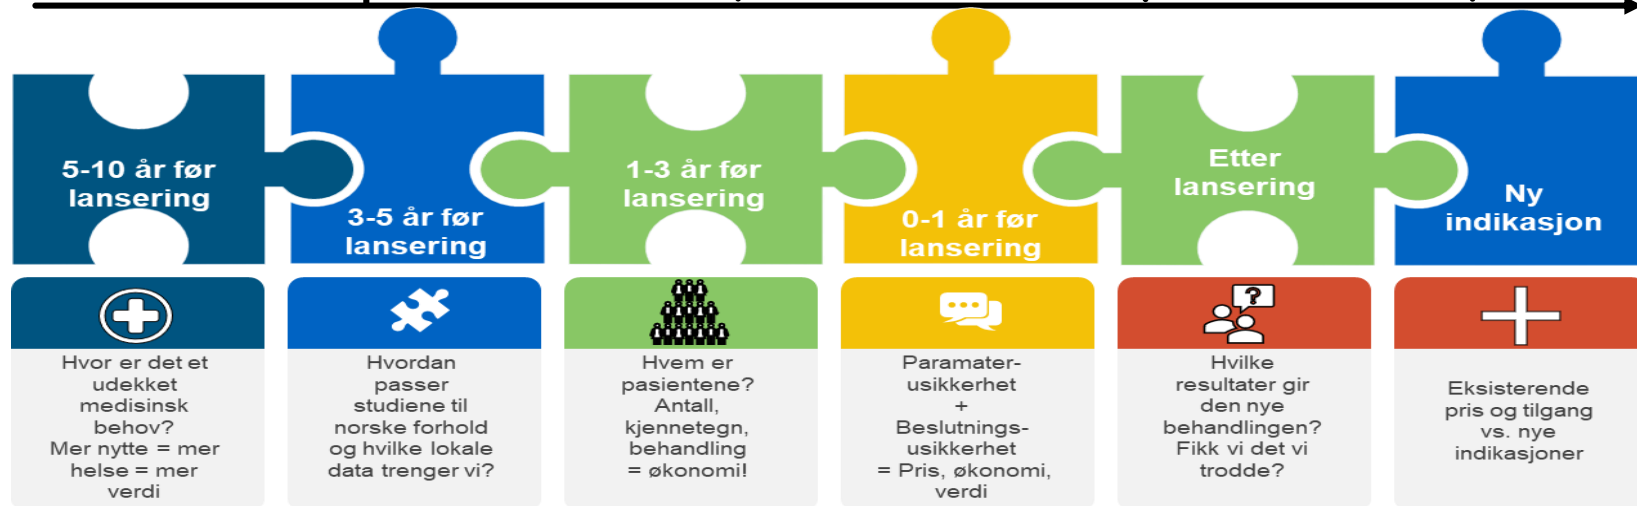 5-10 år før
lansering
3-5 år før
lansering
1-3 år før
lansering
0-1 år før
lansering
Etter
lansering
Ny
indikasjon
Hvor er det et
udekket
medisinsk
behov?
Mer nytte = mer
helse = mer
verdi
Hvordan
passer
studiene til
norske forhold
og hvilke lokale
data trenger vi?
Hvem er
pasientene?
Antall,
kjennetegn,
behandling
= økonomi!
Paramater-
usikkerhet
+
Beslutnings-
usikkerhet
= Pris, økonomi,
verdi
?
Hvilke
resultater gir
den nye
behandlingen?
Fikk vi det vi
trodde?
Eksisterende
pris og tilgang
vs. nye
indikasjoner